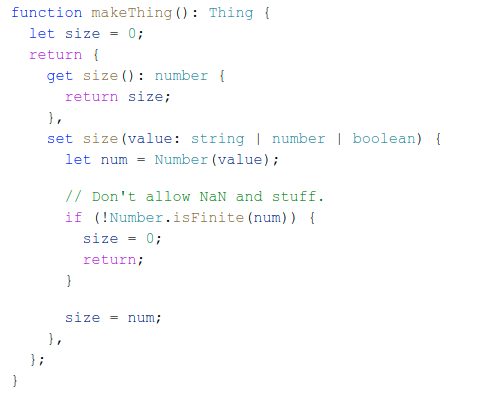 function makeThing(): Thing {
  let size = 0;
  return {
    get size(): number {
      return size;
    },
    set size(value: string | number | boolean) {
      let num = Number(value);

      // Don't allow NaN and stuff.
      if (!Number.isFinite(num)) {
        size = 0;
        return;
      }

      size = num;
    },
  };
}